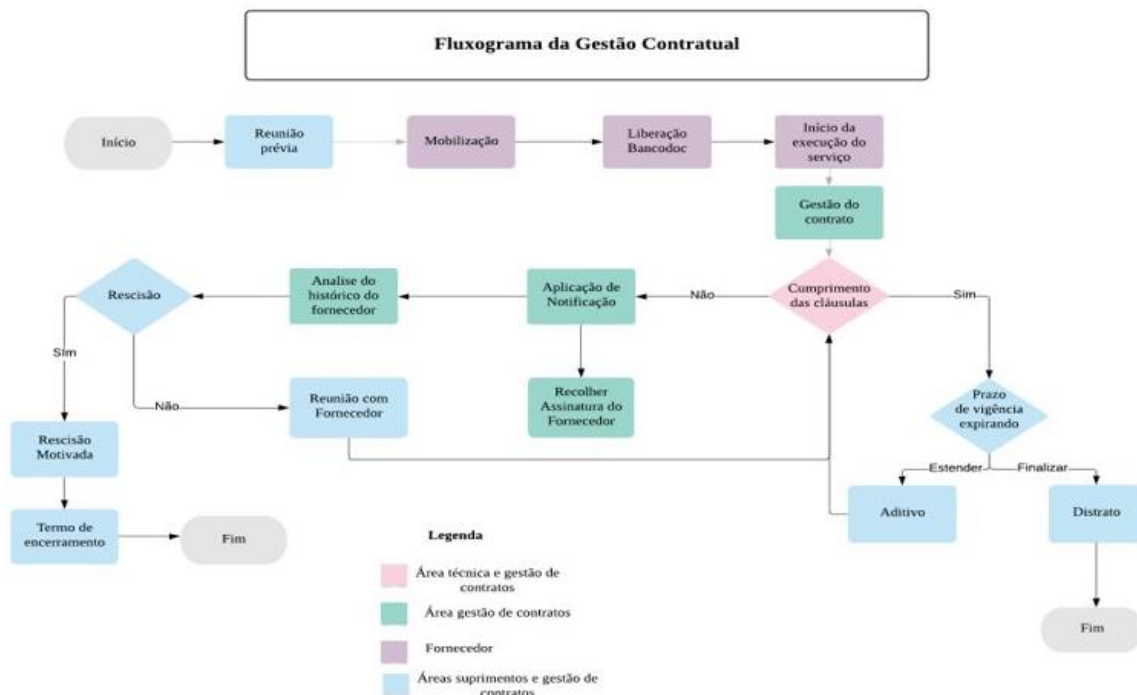 Fluxograma da Gestão Contratual
Início
Reunião
prévia
Mobilização
Liberação
Bancodoc
Início da
execução do
serviço
Gestão do
contrato
Rescisão
Analise do
histórico do
fornecedor
Aplicação de
Notificação
Não
Cumprimento
das cláusulas
Sim
Sim
Não
Reunião com
Fornecedor
Recolher
Assinatura do
Fornecedor
Prazo
de vigência
expirando
Rescisão
Motivada
Estender
Finalizar
Aditivo
Distrato
Termo de
encerramento
Fim
Fim
Legenda
Área técnica e gestão de
contratos
Área gestão de contratos
Fornecedor
Áreas suprimentos e gestão de
contratos